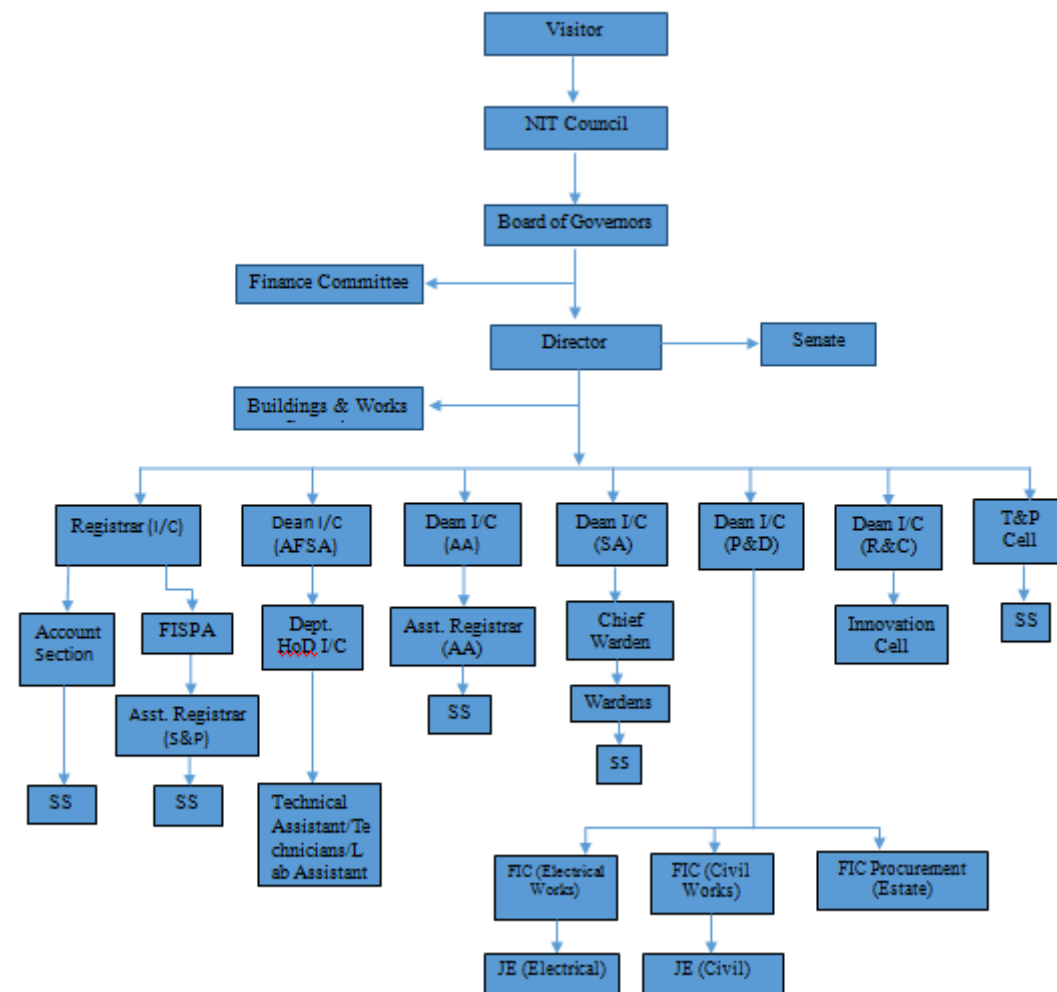 Visitor
NIT Council
Board of Governors
Finance Committee
Director
Senate
Buildings & Works
Registrar (I/C)
Dean I/C
(AFSA)
Dean I/C
(AA)
Dean I/C
(SA)
Dean I/C
(P&D)
Dean I/C
(R&C)
T&P
Cell
Account
Section
FISPA
Dept.
HoD I/C
Asst. Registrar
(AA)
Chief
Warden
Innovation
Cell
SS
Asst. Registrar
(S&P)
SS
Wardens
SS
SS
SS
Technical
Assistant/Te
chnicians/L
ab Assistant
FIC (Electrical
Works)
FIC (Civil
Works)
FIC Procurement
(Estate)
JE (Electrical)
JE (Civil)